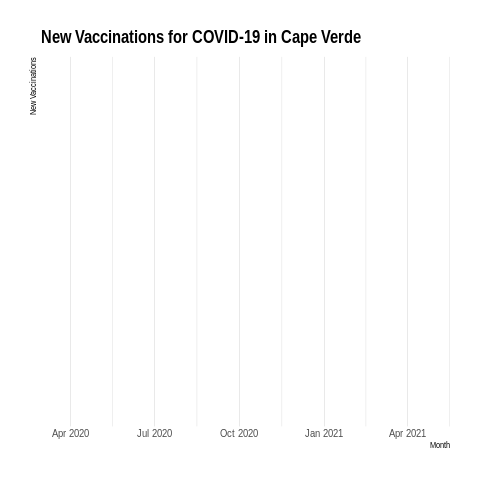 New Vaccinations for COVID-19 in Cape Verde
New Vaccinations
Apr 2020 Jul 2020 Oct 2020 Jan 2021 Apr 2021
Month